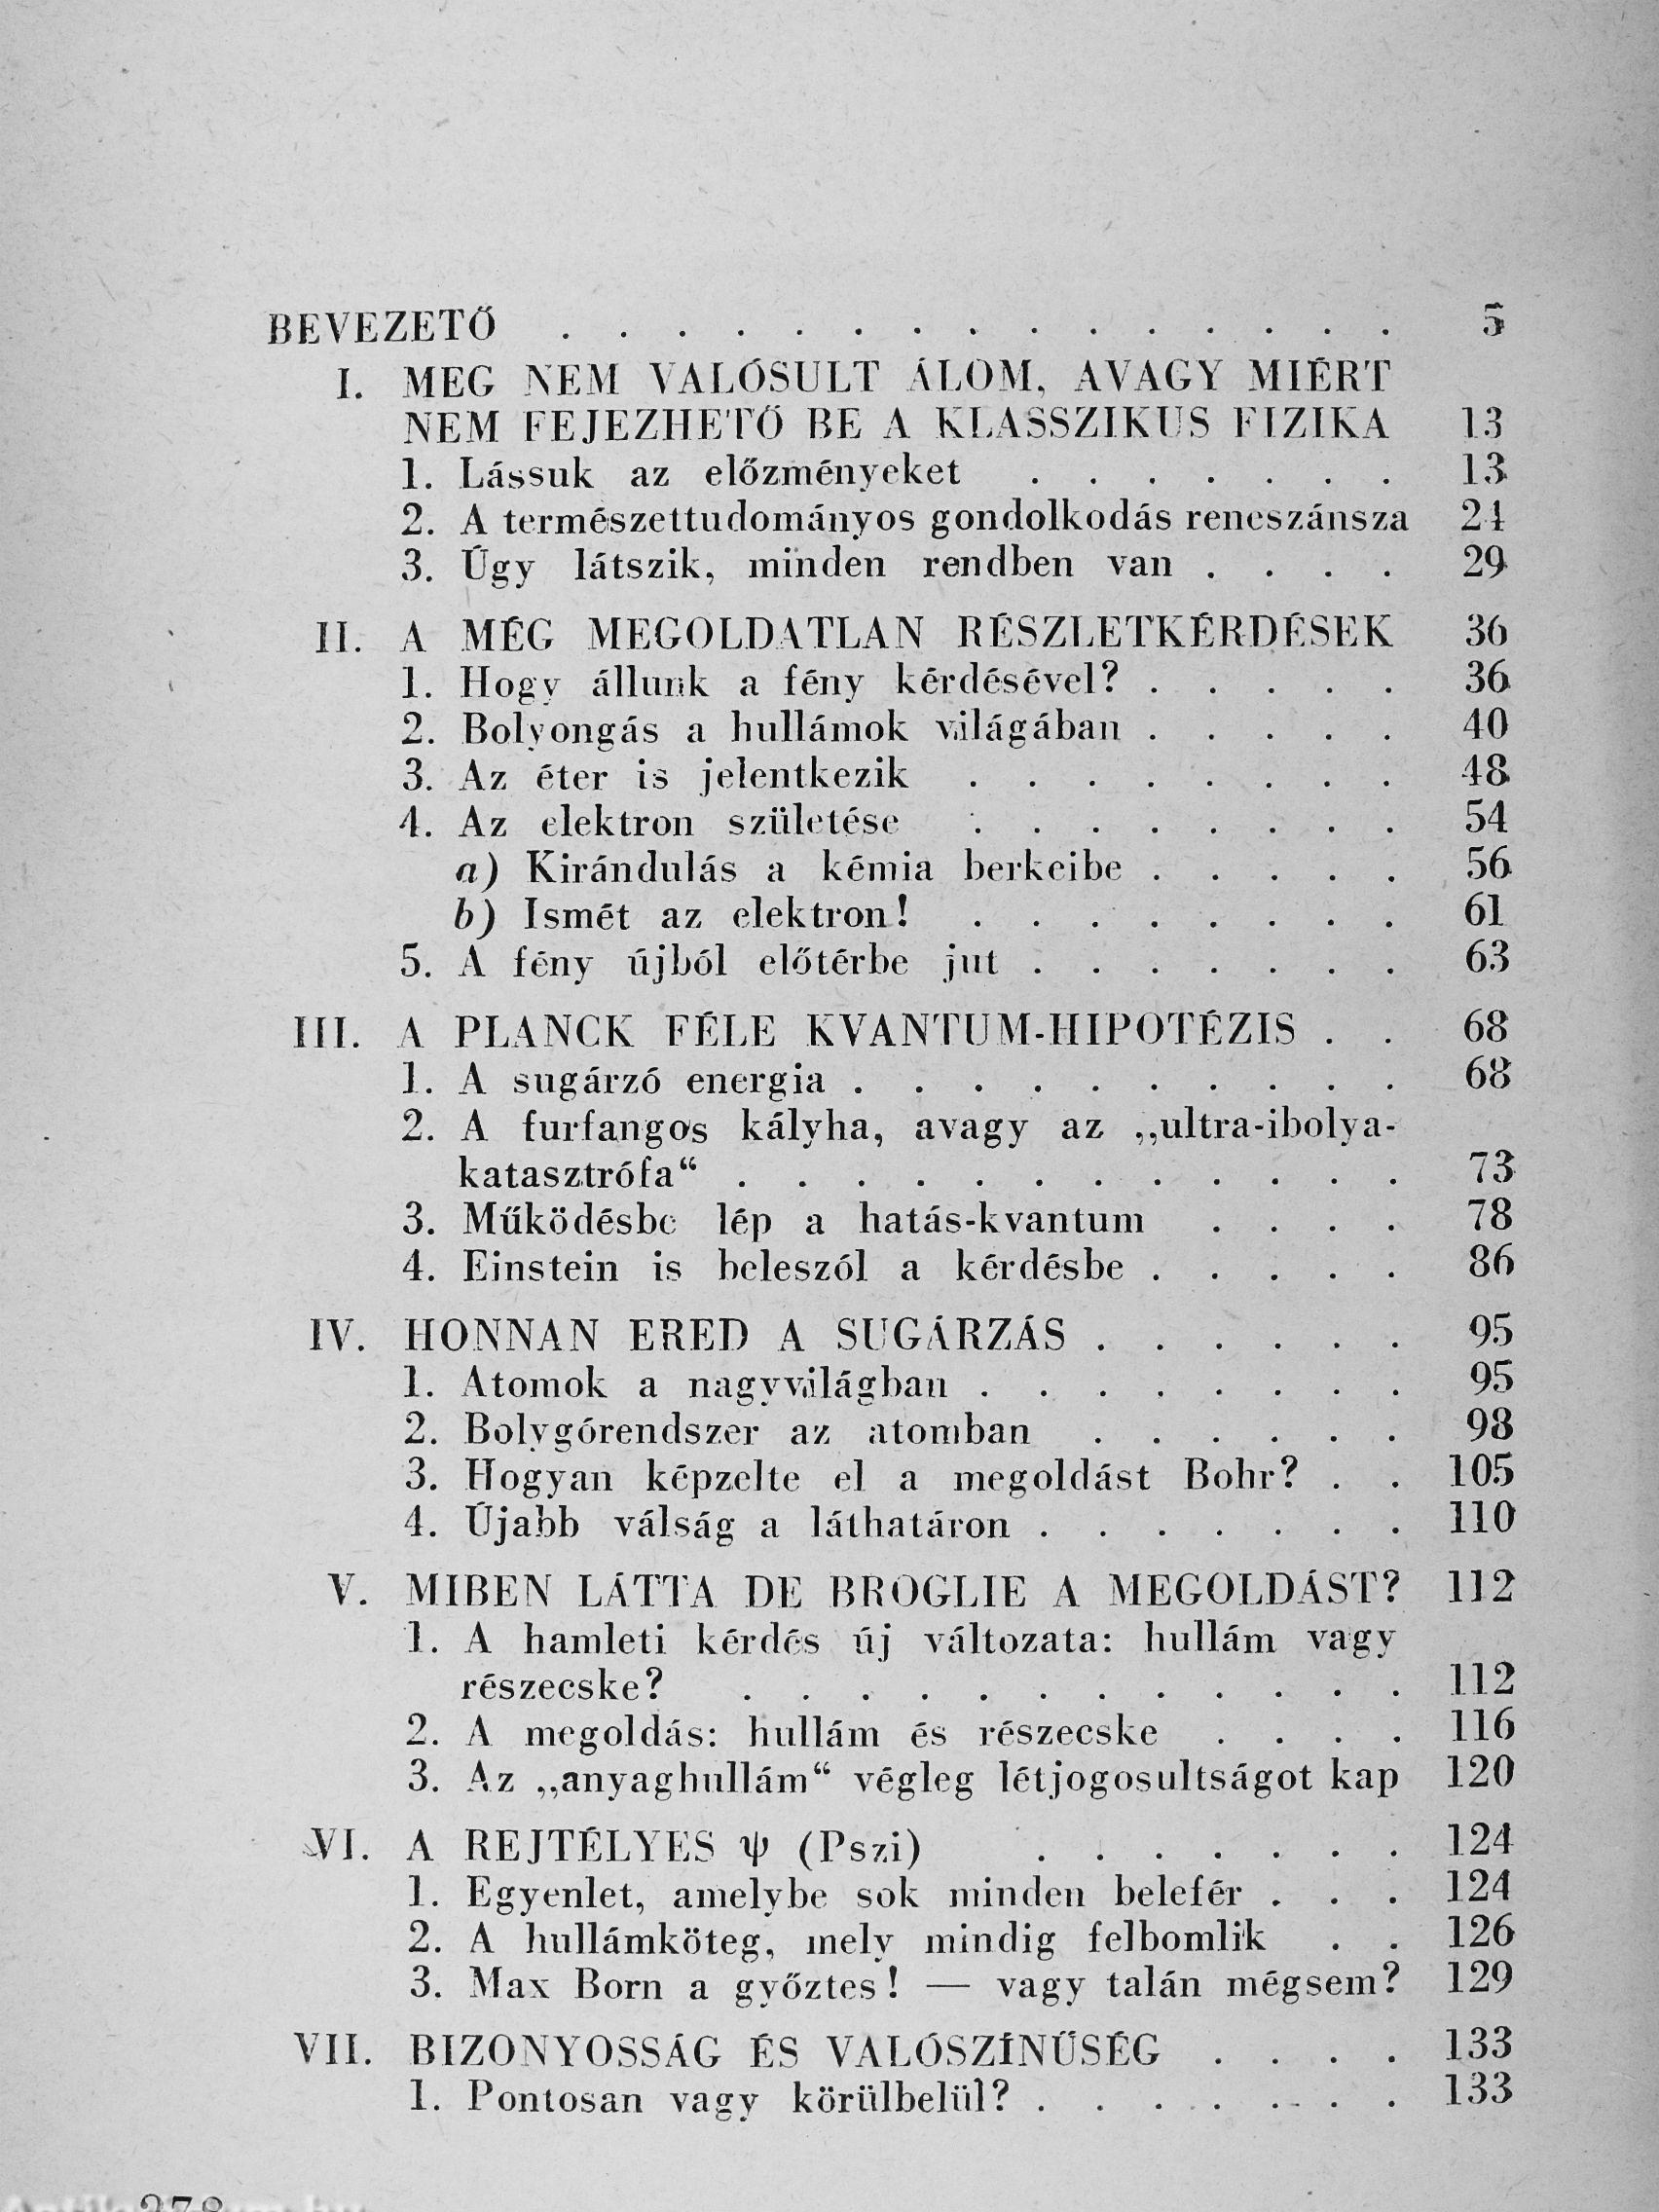 BEVEZETŐ . . . . . . . . . . . . . . . 5
I. MEG NEM VALÓSULT ÁLOM, AVAGY MIÉRT
NEM FEJEZHETŐ BE A KLASSZIKUS FIZIKA 13
1. Lássuk az előzményeket . . . . . . . 13
2. A természettudományos gondolkodás reneszánsza 24
3. Úgy látszik, minden rendben van . . . . 29
II. A MÉG MEGOLDATLAN RÉSZLETKÉRDÉSEK 36
1. Hogy állunk a fény kérdésével? . . . . . 36
2. Bolyongás a hullámok világában . . . . . 40
3. Az éter is jelentkezik . . . . . . . . 48
4. Az elektron születése . . . . . . . . 54
a) Kirándulás a kémia berkeibe . . . . . 56
b) Ismét az elektron! . . . . . . . . 61
5. A fény újból előtérbe jut . . . . . . . 63
III. A PLANCK FÉLE KVANTUM-HIPOTÉZIS . . 68
1. A sugárzó energia . . . . . . . . . . 68
2. A furfangos kályha, avagy az „ultra-ibolya-
katasztrófa“ . . . . . . . . . . . . 73
3. Működésbe lép a hatás-kvantum . . . . 78
4. Einstein is beleszól a kérdésbe . . . . . 86
IV. HONNAN ERED A SUGÁRZÁS . . . . . . 95
1. Atomok a nagyvilágban . . . . . . . . 95
2. Bolygórendszer az atomban . . . . . . 98
3. Hogyan képzelte el a megoldást Bohr? . . 105
4. Újabb válság a láthatáron . . . . . . . 110
V. MIBEN LÁTTA DE BROGLIE A MEGOLDÁST? 112
1. A hamleti kérdés új változata: hullám vagy
részecske? . . . . . . . . . . . . 112
2. A megoldás: hullám és részecske . . . . 116
3. Az „anyaghullám“ végleg létjogosultságot kap 120
VI. A REJTÉLYES ψ (Pszi) . . . . . . . 124
1. Egyenlet, amelybe sok minden belefér . . . 124
2. A hullámköteg, mely mindig felbomlik . . 126
3. Max Born a győztes! — vagy talán mégsem? 129
VII. BIZONYOSSÁG ÉS VALÓSZÍNŰSÉG . . . . 133
1. Pontosan vagy körülbelül? . . . . . . . 133